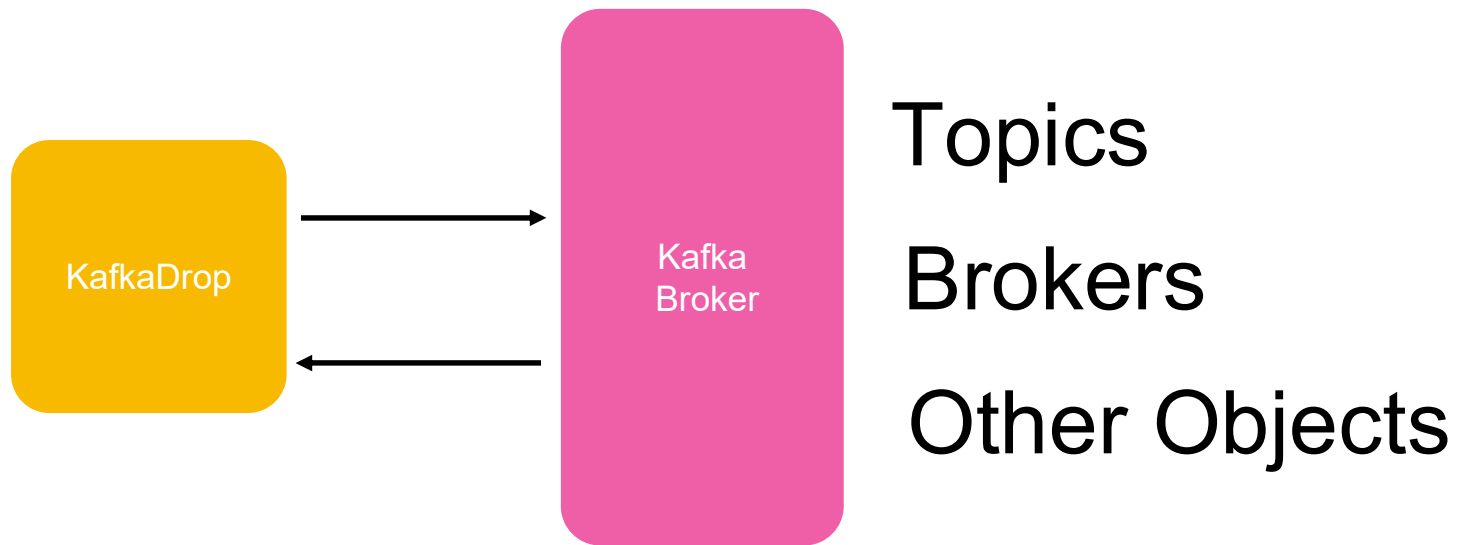 KafkaDrop
Kafka
Broker
Topics
Brokers
Other Objects